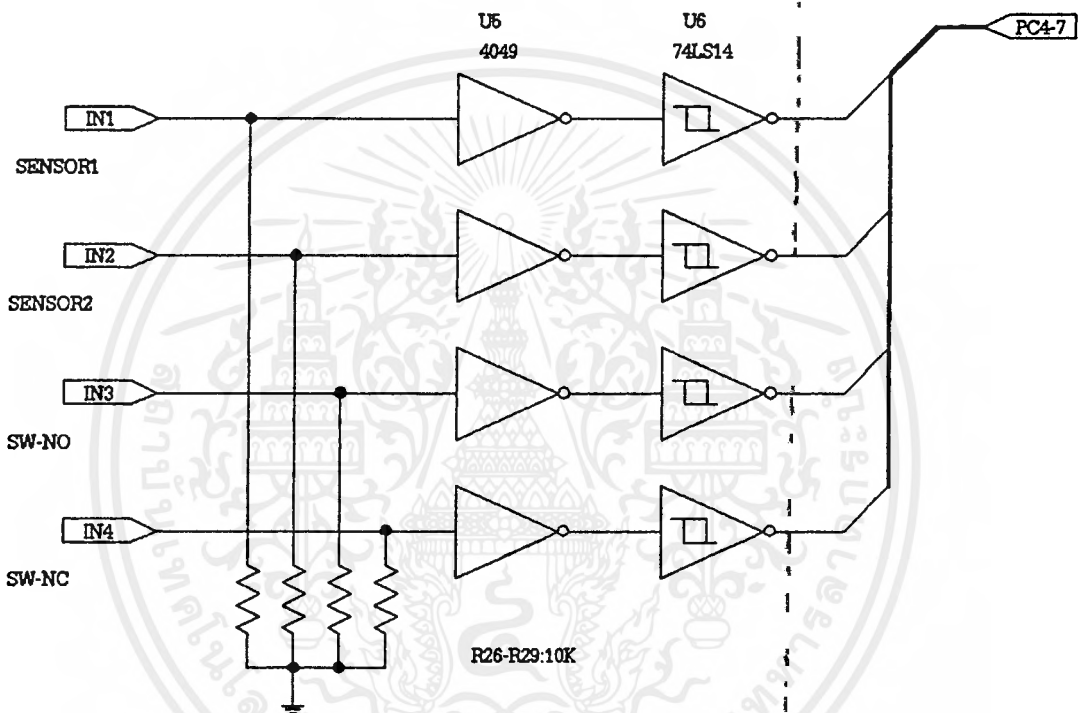 U5
4049
U6
74LS14
PC4-7
IN1
SENSOR1
IN2
SENSOR2
IN3
SW-NO
IN4
SW-NC
R26-R29:10K